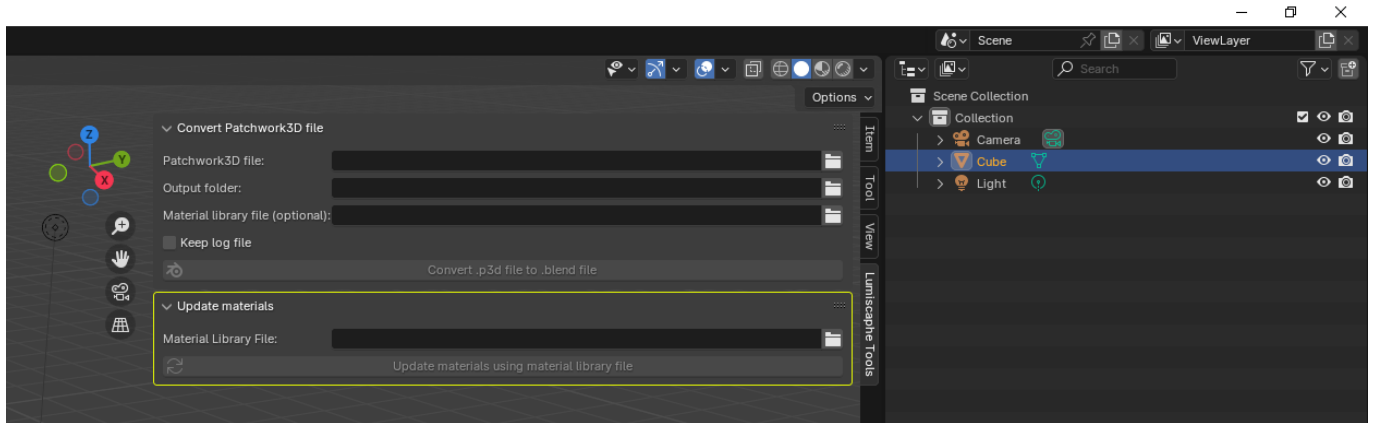 Scene
ViewLayer
Options
Search
Scene Collection
Collection
Camera
Cube
Light
Z
Y
X
Convert Patchwork3D file
Patchwork3D file:
Output folder:
Material library file (optional):
Keep log file
Convert .p3d file to .blend file
Update materials
Material Library File:
Update materials using material library file
Item
Tool
View
Lumiscaphe Tools